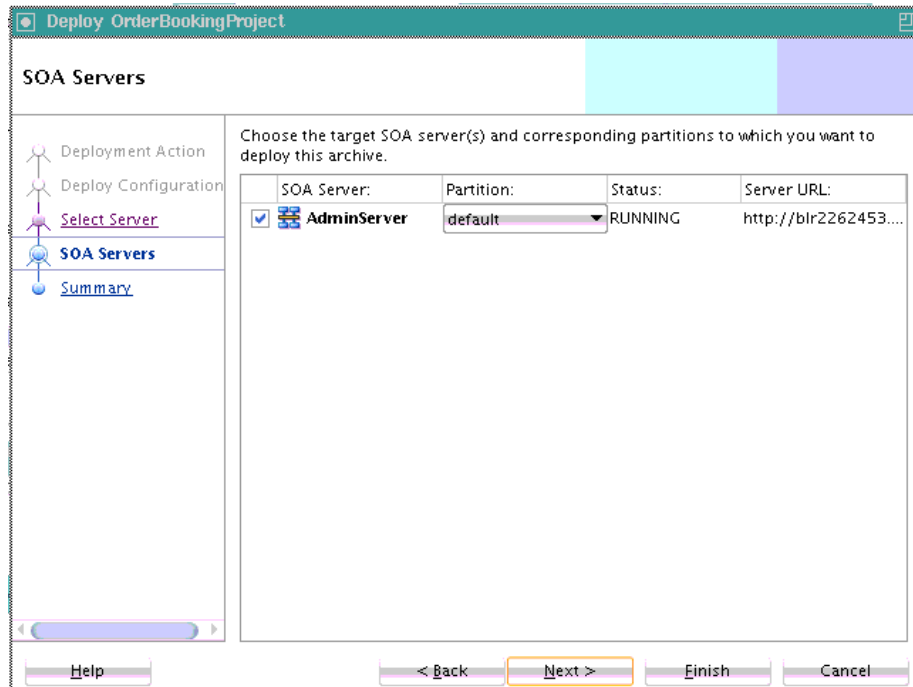 Deploy OrderBookingProject
SOA Servers
Deployment Action
Deploy Configuration
Select Server
SOA Servers
Summary
Choose the target SOA server(s) and corresponding partitions to which you want to
deploy this archive.
SOA Server: Partition: Status: Server URL:
AdminServer default RUNNING http://blr2262453....
Help < Back Next > Finish Cancel